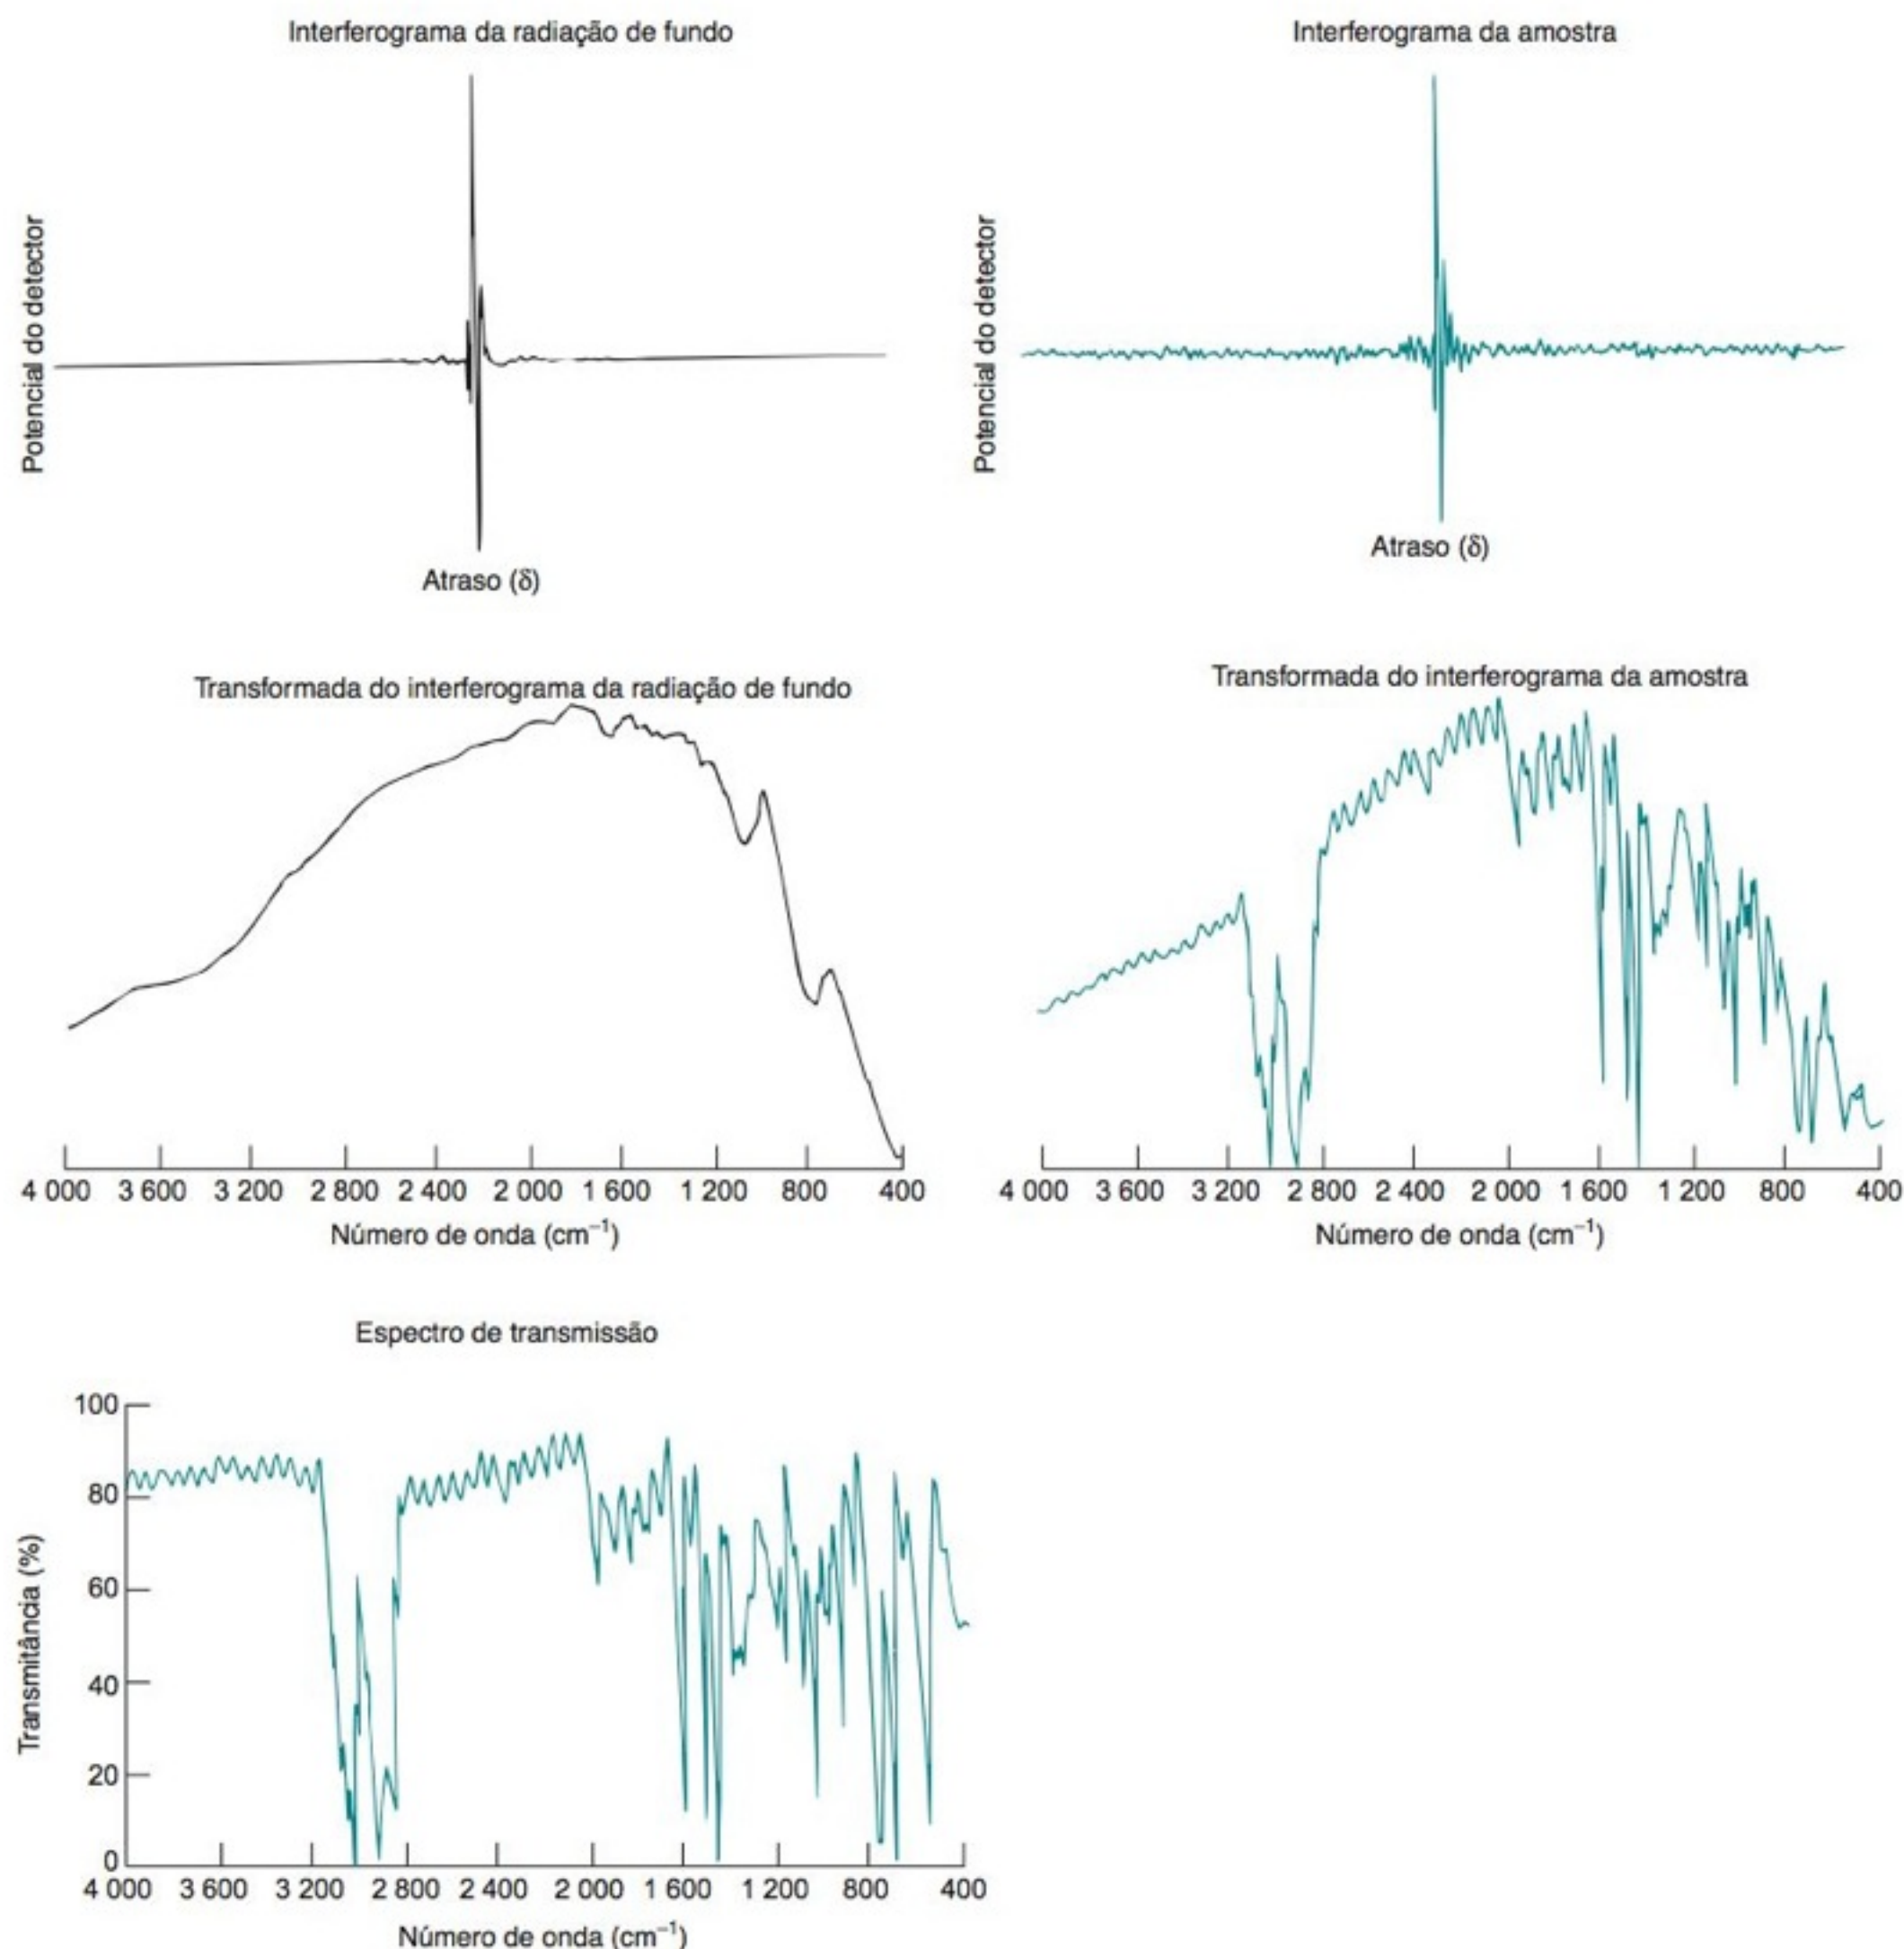 Interferograma da radiação de fundo
Potencial do detector
Atraso (δ)
Interferograma da amostra
Potencial do detector
Atraso (δ)
Transformada do interferograma da radiação de fundo
4 000 3 600 3 200 2 800 2 400 2 000 1 600 1 200 800 400
Número de onda (cm⁻¹)
Transformada do interferograma da amostra
4 000 3 600 3 200 2 800 2 400 2 000 1 600 1 200 800 400
Número de onda (cm⁻¹)
Espectro de transmissão
Transmitância (%)
100
80
60
40
20
0
4 000 3 600 3 200 2 800 2 400 2 000 1 600 1 200 800 400
Número de onda (cm⁻¹)